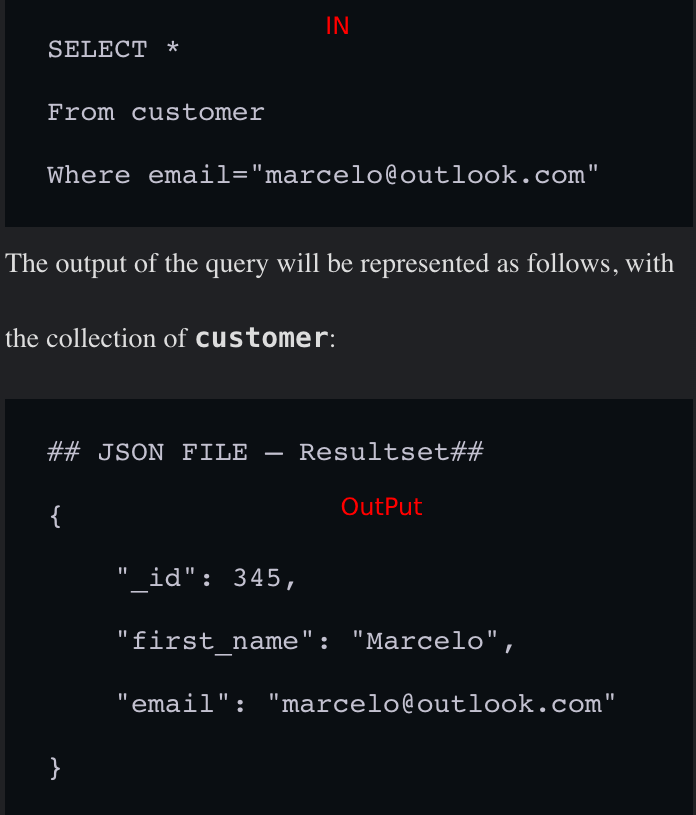 IN
SELECT *
From customer
Where email="marcelo@outlook.com"
The output of the query will be represented as follows, with
the collection of customer:
## JSON FILE – Resultset##
{
OutPut
"_id": 345,
"first_name": "Marcelo",
"email": "marcelo@outlook.com"
}